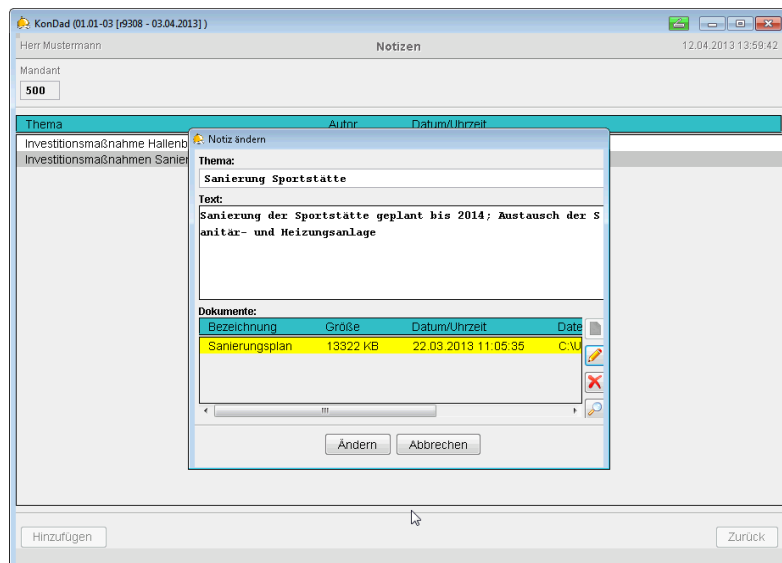 KonDad (01.01-03 [r9308 - 03.04.2013] )
Herr Mustermann
Notizen
12.04.2013 13:59:42
Mandant
500
Thema Autor Datum/Uhrzeit
Investitionsmaßnahme Hallenb
Investitionsmaßnahmen Sanier
Notiz ändern
Thema:
Sanierung Sportstätte
Text:
Sanierung der Sportstätte geplant bis 2014; Austausch der S
anitär- und Heizungsanlage
Dokumente:
Bezeichnung Größe Datum/Uhrzeit Date
Sanierungsplan 13322 KB 22.03.2013 11:05:35 C:\U
Ändern Abbrechen
Hinzufügen Zurück